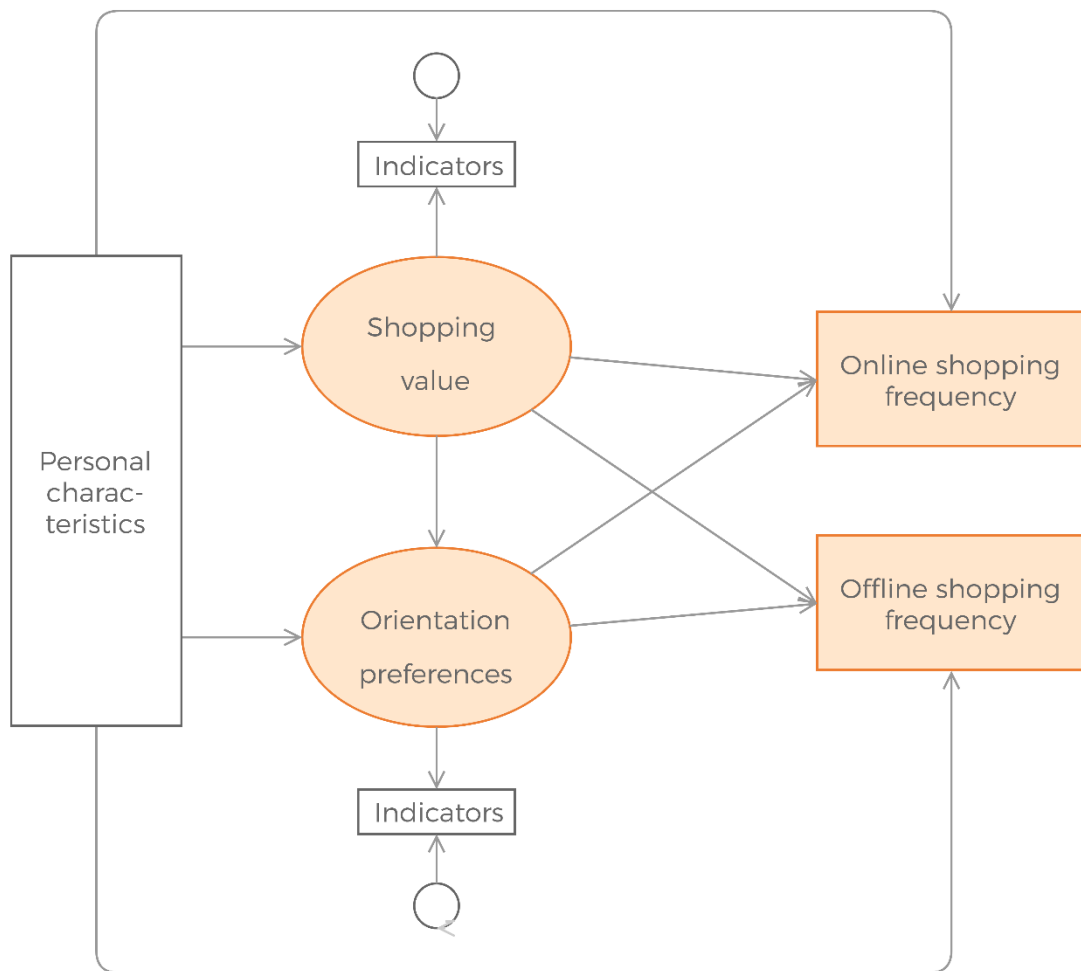 Indicators
Shopping
value
Online shopping
frequency
Personal
charac-
teristics
Offline shopping
frequency
Orientation
preferences
Indicators